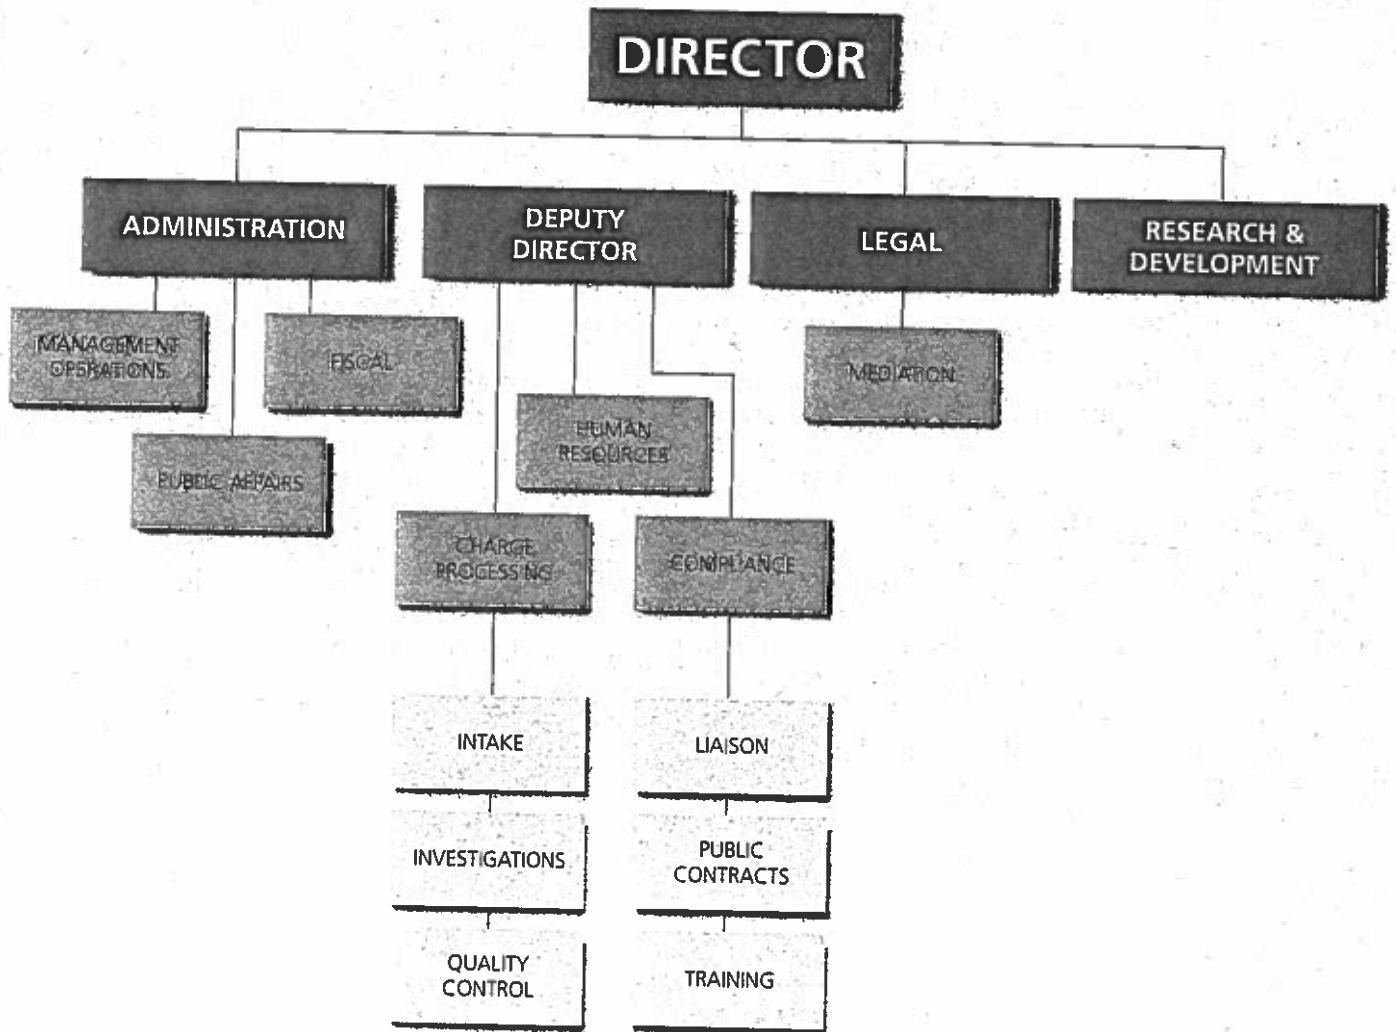 DIRECTOR
ADMINISTRATION
DEPUTY
DIRECTOR
LEGAL
RESEARCH &
DEVELOPMENT
MANAGEMENT
OPERATIONS
FISCAL
MEDIATION
PUBLIC AFFAIRS
HUMAN
RESOURCES
CHARGE
PROCESSING
COMPLIANCE
INTAKE
LIAISON
INVESTIGATIONS
PUBLIC
CONTRACTS
QUALITY
CONTROL
TRAINING